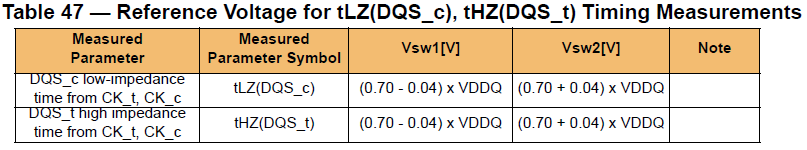 Table 47 — Reference Voltage for tLZ(DQS_c), tHZ(DQS_t) Timing Measurements
Measured
Parameter
Measured
Parameter Symbol
Vsw1[V]
Vsw2[V]
Note
DQS_c low-impedance
time from CK_t, CK_c
tLZ(DQS_c)
(0.70 - 0.04) x VDDQ
(0.70 + 0.04) x VDDQ
DQS_t high impedance
time from CK_t, CK_c
tHZ(DQS_t)
(0.70 - 0.04) x VDDQ
(0.70 + 0.04) x VDDQ